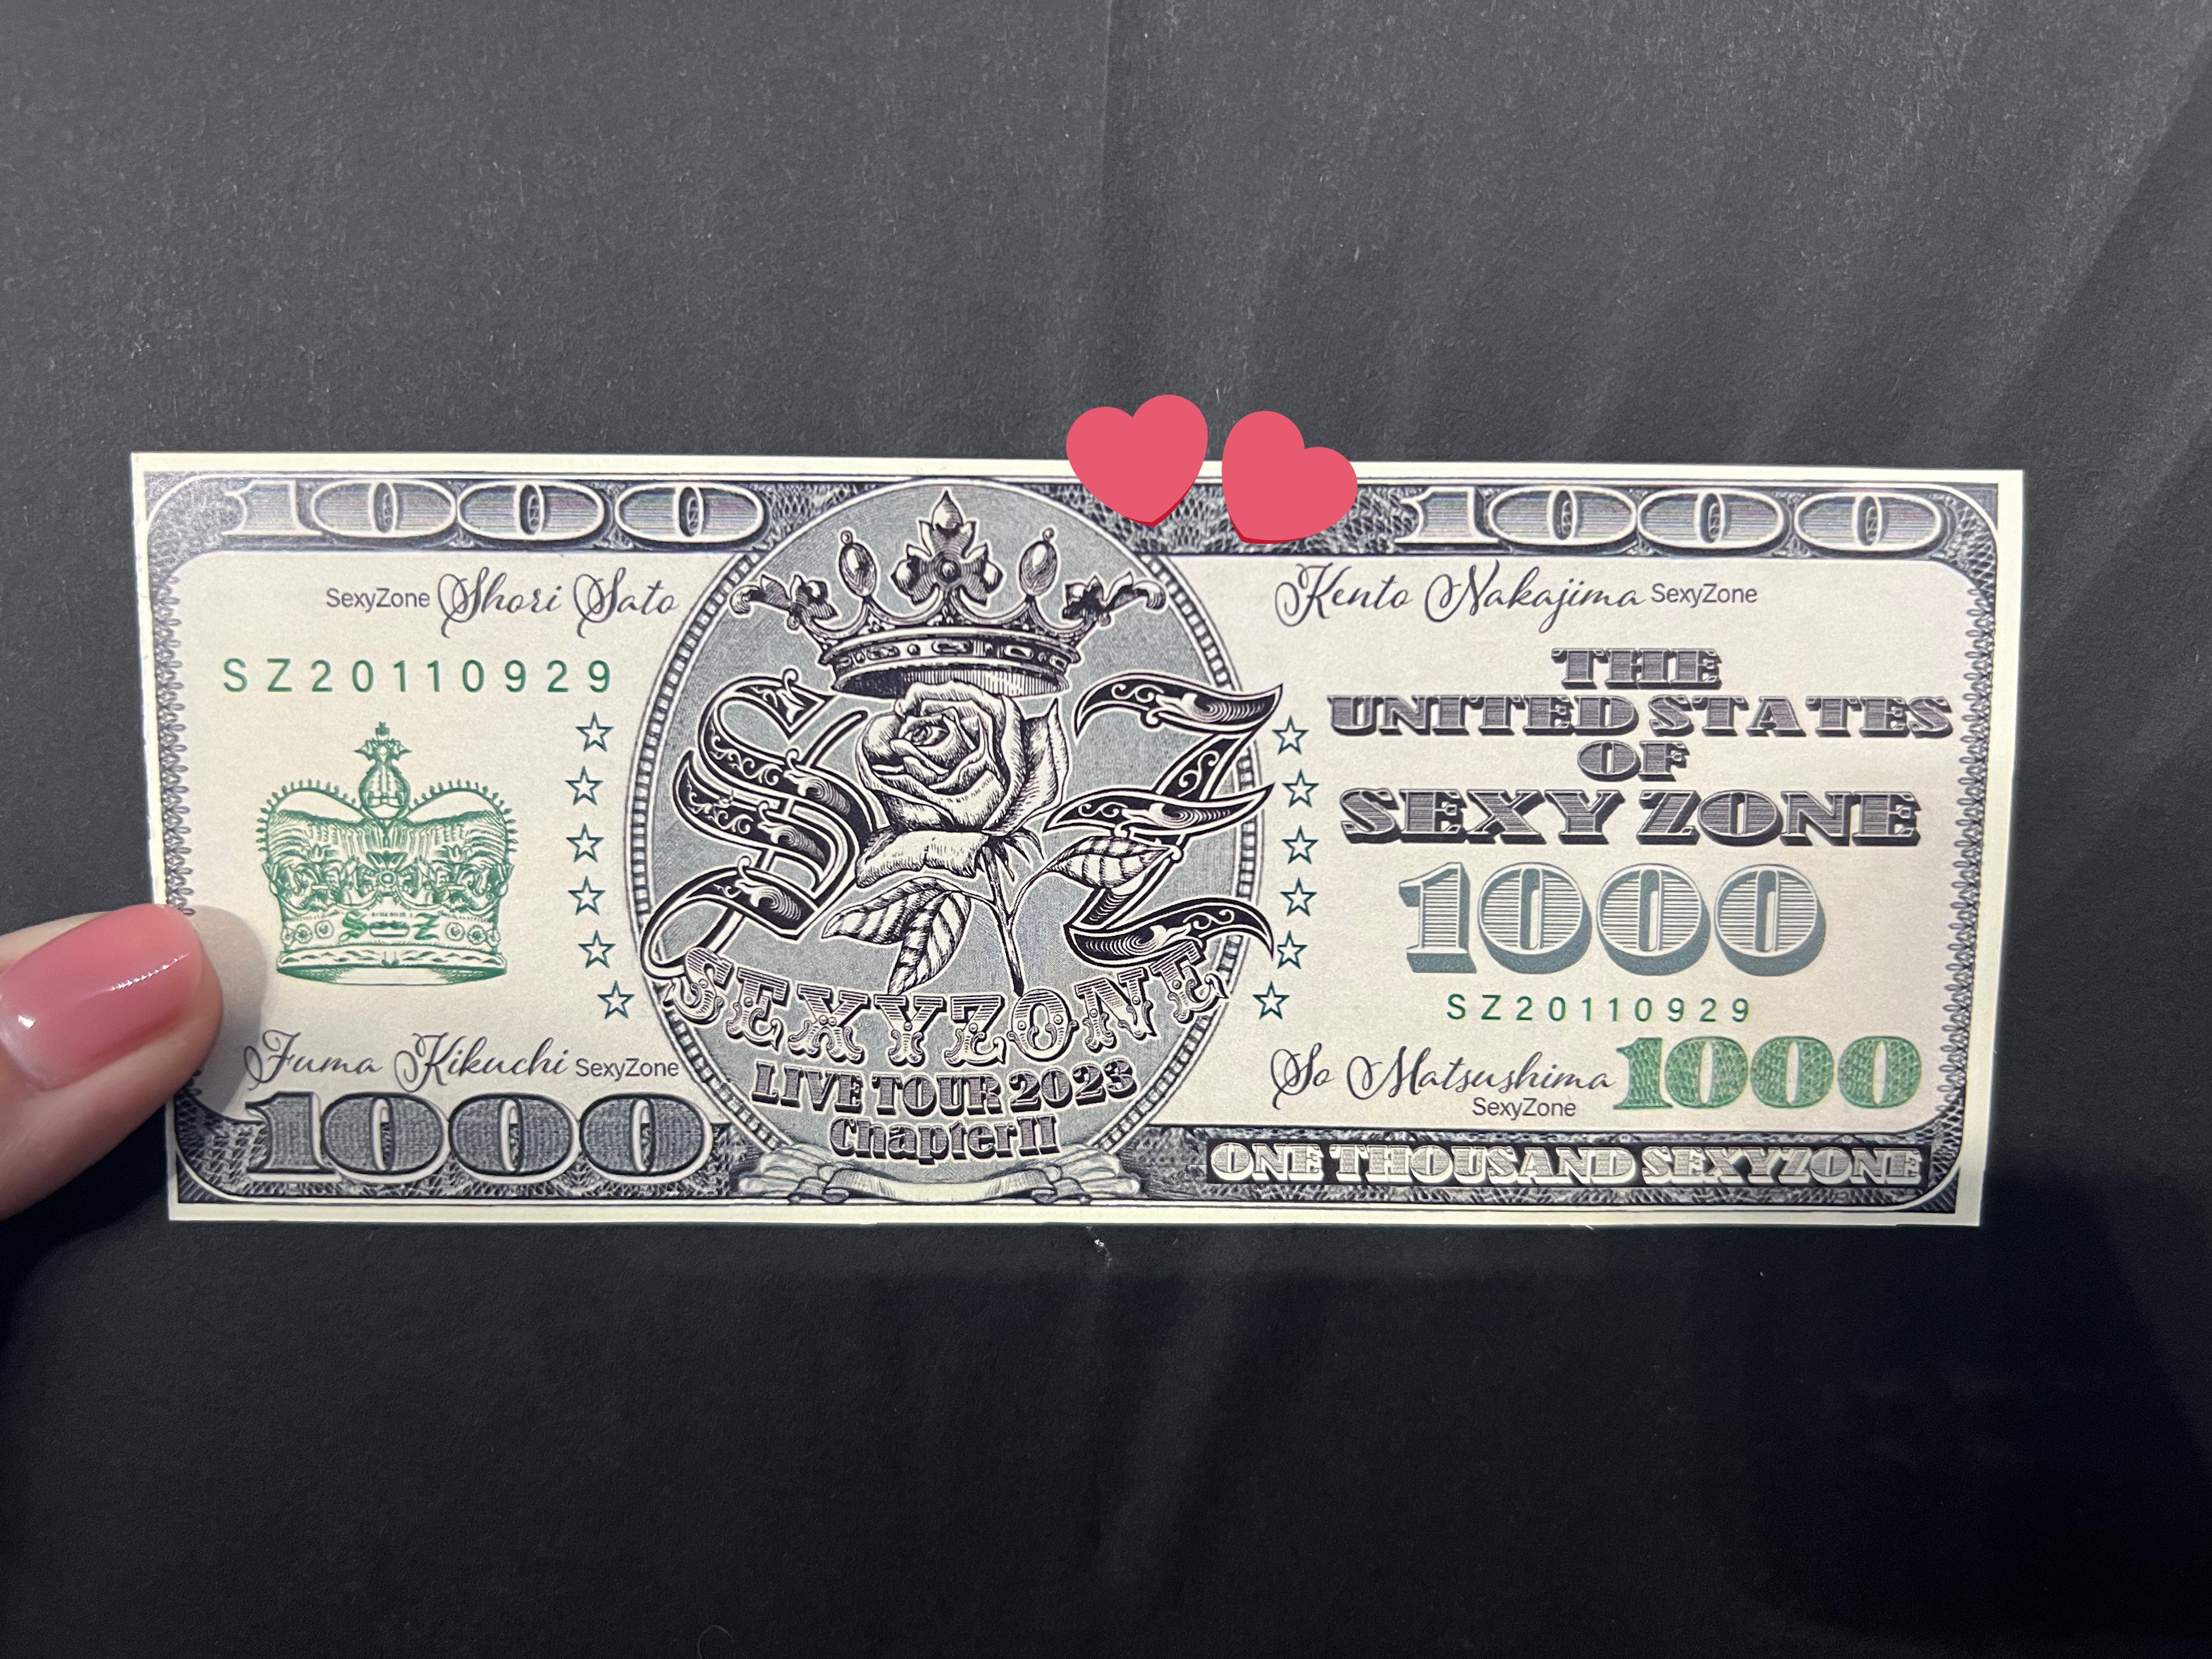 1000
1000
SexyZone Shori Sato
Kento Nakajima SexyZone
SZ20110929
THE
UNITED STATES
OF
SEXY ZONE
S Z
S Z
1000
SZ20110929
SEXYZONE
LIVE TOUR 2023
ChapterII
Fuma Kikuchi SexyZone
So Matsushima
SexyZone
1000
1000
ONE THOUSAND SEXYZONE